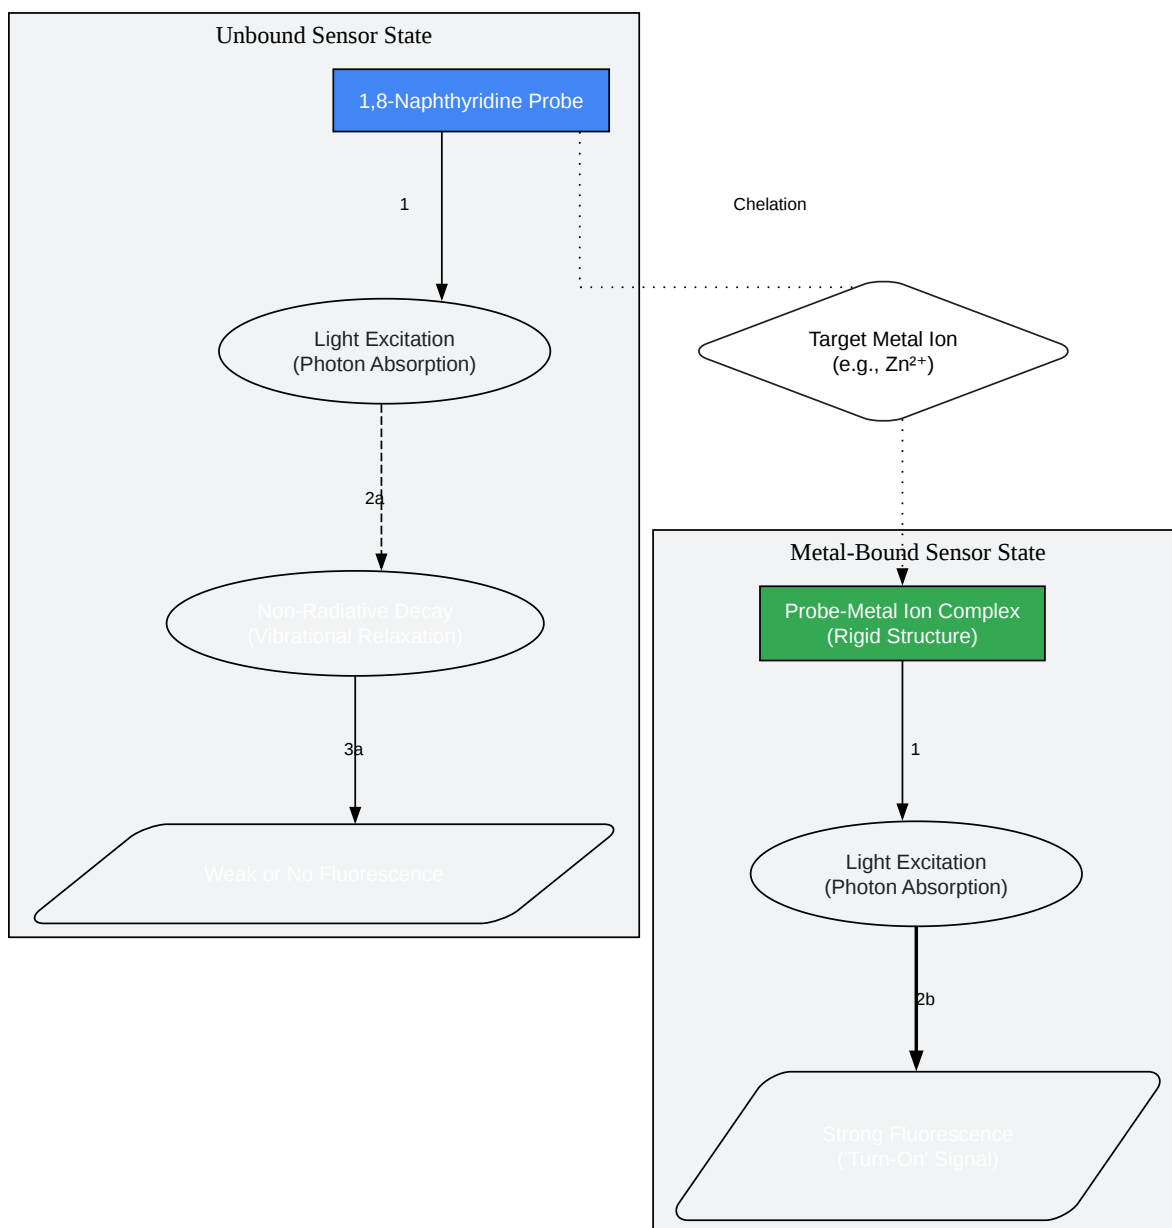 Unbound Sensor State
1,8-Naphthyridine Probe
1
Chelation
Light Excitation
(Photon Absorption)
Target Metal Ion
(e.g., Zn²⁺)
2a
Non-Radiative Decay
(Vibrational Relaxation)
3a
Weak or No Fluorescence
Metal-Bound Sensor State
Probe-Metal Ion Complex
(Rigid Structure)
1
Light Excitation
(Photon Absorption)
2b
Strong Fluorescence
('Turn-On' Signal)